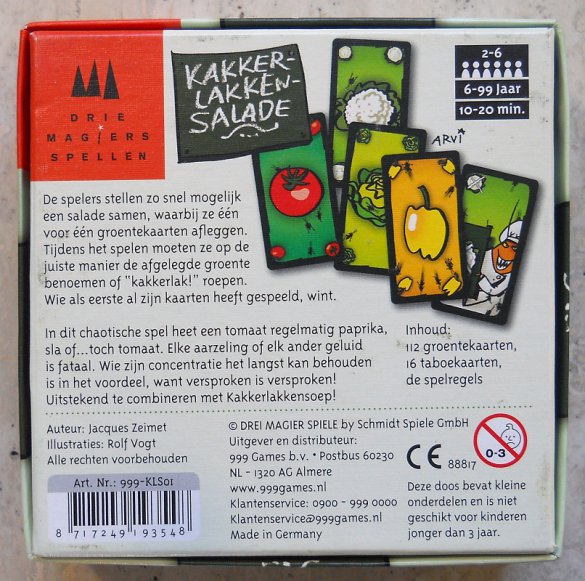 DRIE
MAGIERS
SPELLEN
KAKKER-
LAKKEN-
SALADE
2-6
6-99 Jaar
10-20 min.
ARVI
De spelers stellen zo snel mogelijk
een salade samen, waarbij ze één
voor één groentekaarten afleggen.
Tijdens het spelen moeten ze op de
juiste manier de afgelegde groente
benoemen of "kakkerlak!" roepen.
Wie als eerste al zijn kaarten heeft gespeeld, wint.
In dit chaotische spel heet een tomaat regelmatig paprika,
sla of...toch tomaat. Elke aarzeling of elk ander geluid
is fataal. Wie zijn concentratie het langst kan behouden
is in het voordeel, want versproken is versproken!
Uitstekend te combineren met Kakkerlakkensoep!
Inhoud:
112 groentekaarten,
16 taboekaarten,
de spelregels
Auteur: Jacques Zeimet
Illustraties: Rolf Vogt
Alle rechten voorbehouden
Art. Nr.: 999-KLS01
8 717249 193548
© DREI MAGIER SPIELE by Schmidt Spiele GmbH
Uitgever en distributeur:
999 Games b.v. • Postbus 60230
NL - 1320 AG Almere
www.999games.nl
Klantenservice: 0900 - 999 0000
Klantenservice@999games.nl
Made in Germany
CE 88817
0-3
Deze doos bevat kleine
onderdelen en is niet
geschikt voor kinderen
jonger dan 3 jaar.